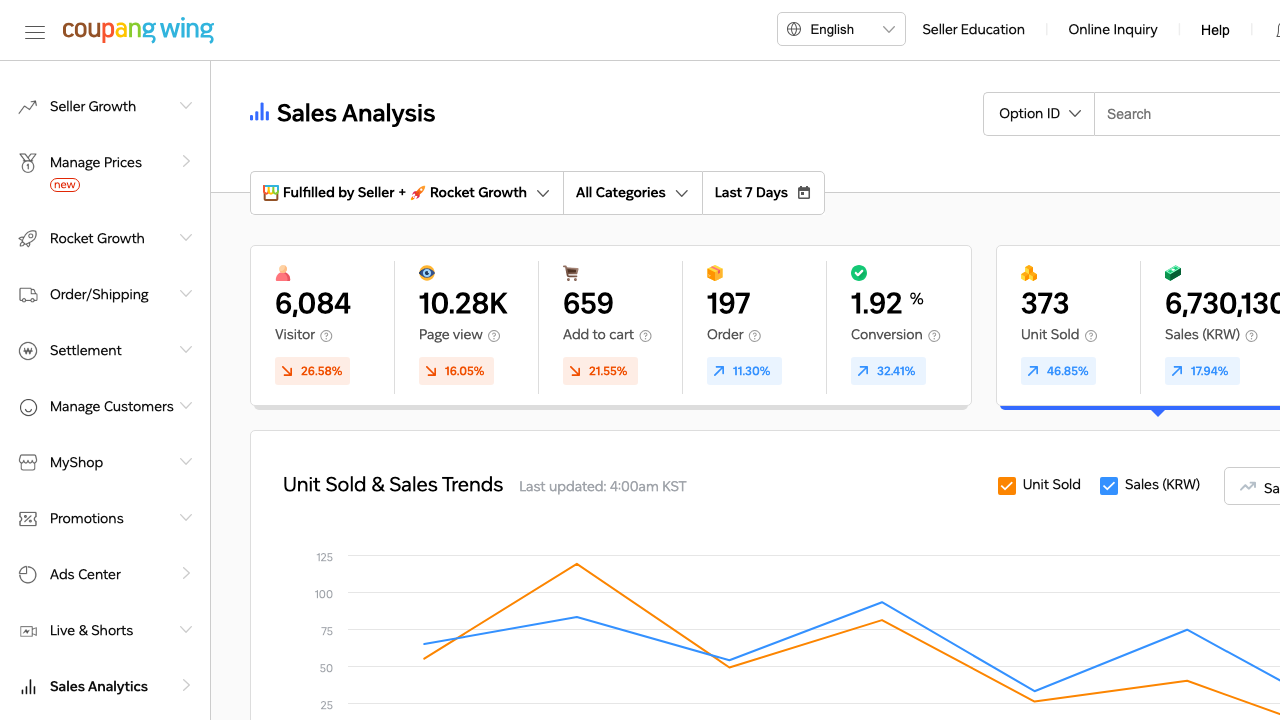 coupang wing
English
Seller Education
Online Inquiry
Help
Seller Growth
Manage Prices
new
Rocket Growth
Order/Shipping
Settlement
Manage Customers
MyShop
Promotions
Ads Center
Live & Shorts
Sales Analytics
Sales Analysis
Option ID
Search
Fulfilled by Seller + 🚀 Rocket Growth
All Categories
Last 7 Days
6,084
Visitor
26.58%
10.28K
Page view
16.05%
659
Add to cart
21.55%
197
Order
11.30%
1.92 %
Conversion
32.41%
373
Unit Sold
46.85%
6,730,130
Sales (KRW)
17.94%
Unit Sold & Sales Trends
Last updated: 4:00am KST
Unit Sold
Sales (KRW)
Sa
125
100
75
50
25